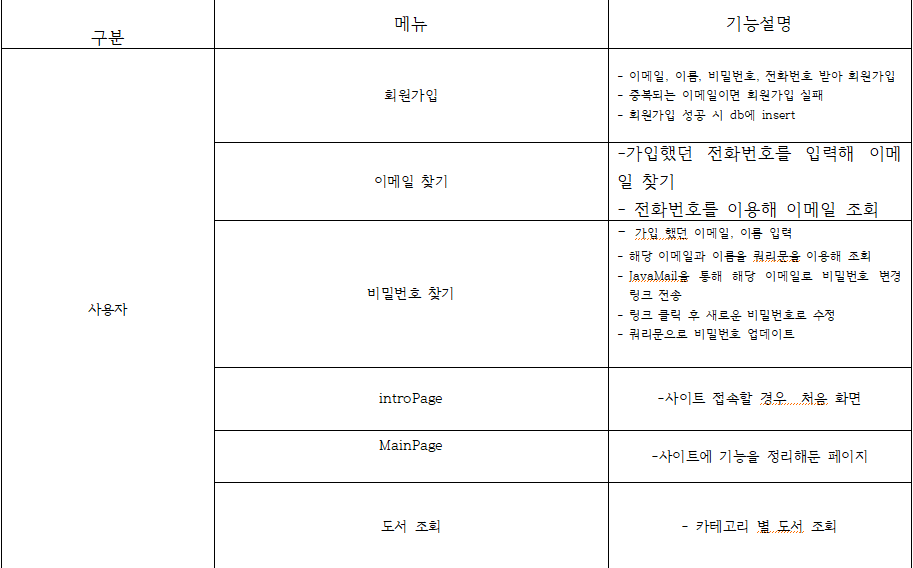 구분
메뉴
기능설명
사용자
회원가입
- 이메일, 이름, 비밀번호, 전화번호 받아 회원가입
- 중복되는 이메일이면 회원가입 실패
- 회원가입 성공 시 db에 insert
이메일 찾기
-가입했던 전화번호를 입력해 이메
일 찾기
- 전화번호를 이용해 이메일 조회
비밀번호 찾기
- 가입 했던 이메일, 이름 입력
- 해당 이메일과 이름을 쿼리문을 이용해 조회
- JavaMail을 통해 해당 이메일로 비밀번호 변경
링크 전송
- 링크 클릭 후 새로운 비밀번호로 수정
- 쿼리문으로 비밀번호 업데이트
introPage
-사이트 접속할 경우 처음 화면
MainPage
-사이트에 기능을 정리해둔 페이지
도서 조회
- 카테고리 별 도서 조회